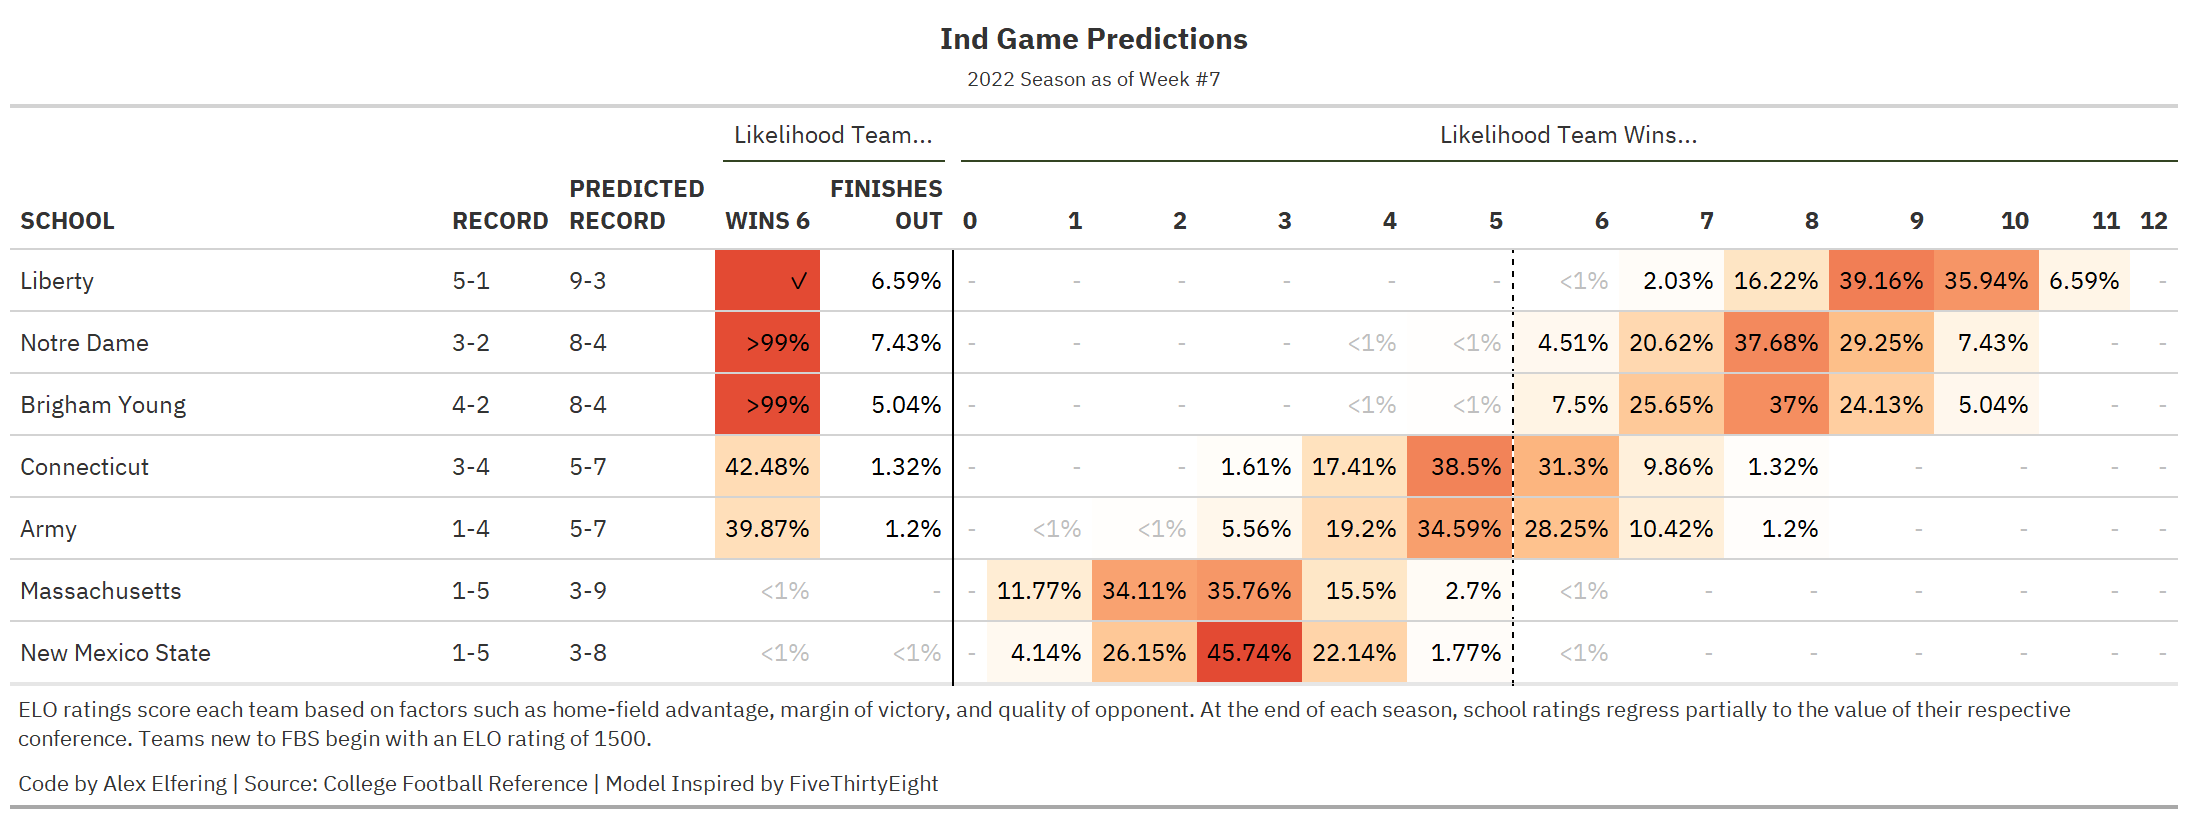 Ind Game Predictions
2022 Season as of Week #7
Likelihood Team... Likelihood Team Wins...
SCHOOL RECORD PREDICTED RECORD WINS 6 FINISHES OUT 0 1 2 3 4 5 6 7 8 9 10 11 12
Liberty 5-1 9-3 √ 6.59% - - - - - - <1% 2.03% 16.22% 39.16% 35.94% 6.59% -
Notre Dame 3-2 8-4 >99% 7.43% - - - - <1% <1% 4.51% 20.62% 37.68% 29.25% 7.43% - -
Brigham Young 4-2 8-4 >99% 5.04% - - - - <1% <1% 7.5% 25.65% 37% 24.13% 5.04% - -
Connecticut 3-4 5-7 42.48% 1.32% - - - 1.61% 17.41% 38.5% 31.3% 9.86% 1.32% - - - -
Army 1-4 5-7 39.87% 1.2% - <1% <1% 5.56% 19.2% 34.59% 28.25% 10.42% 1.2% - - - -
Massachusetts 1-5 3-9 <1% - - 11.77% 34.11% 35.76% 15.5% 2.7% <1% - - - - - -
New Mexico State 1-5 3-8 <1% <1% - 4.14% 26.15% 45.74% 22.14% 1.77% <1% - - - - - -
ELO ratings score each team based on factors such as home-field advantage, margin of victory, and quality of opponent. At the end of each season, school ratings regress partially to the value of their respective
conference. Teams new to FBS begin with an ELO rating of 1500.
Code by Alex Elfering | Source: College Football Reference | Model Inspired by FiveThirtyEight